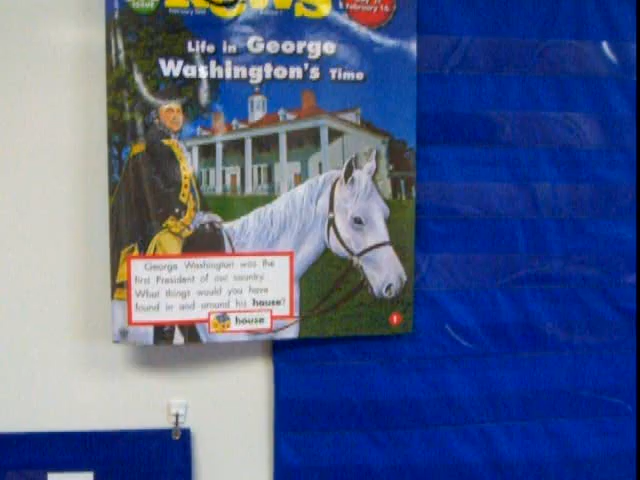 News
ISSUE
February 16
Life in George
Washington's Time
George Washington was the
first President of our country.
What things would you have
found in and around his house?
house
1